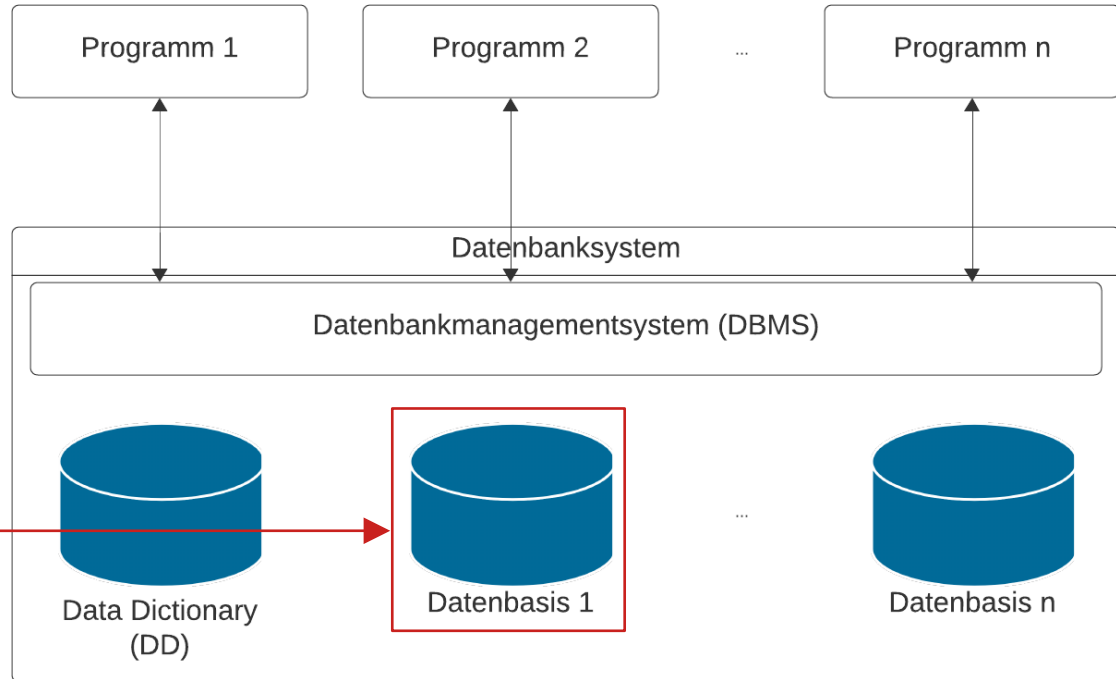 Programm 1
Programm 2
...
Programm n
Datenbanksystem
Datenbankmanagementsystem (DBMS)
Data Dictionary
(DD)
Datenbasis 1
...
Datenbasis n